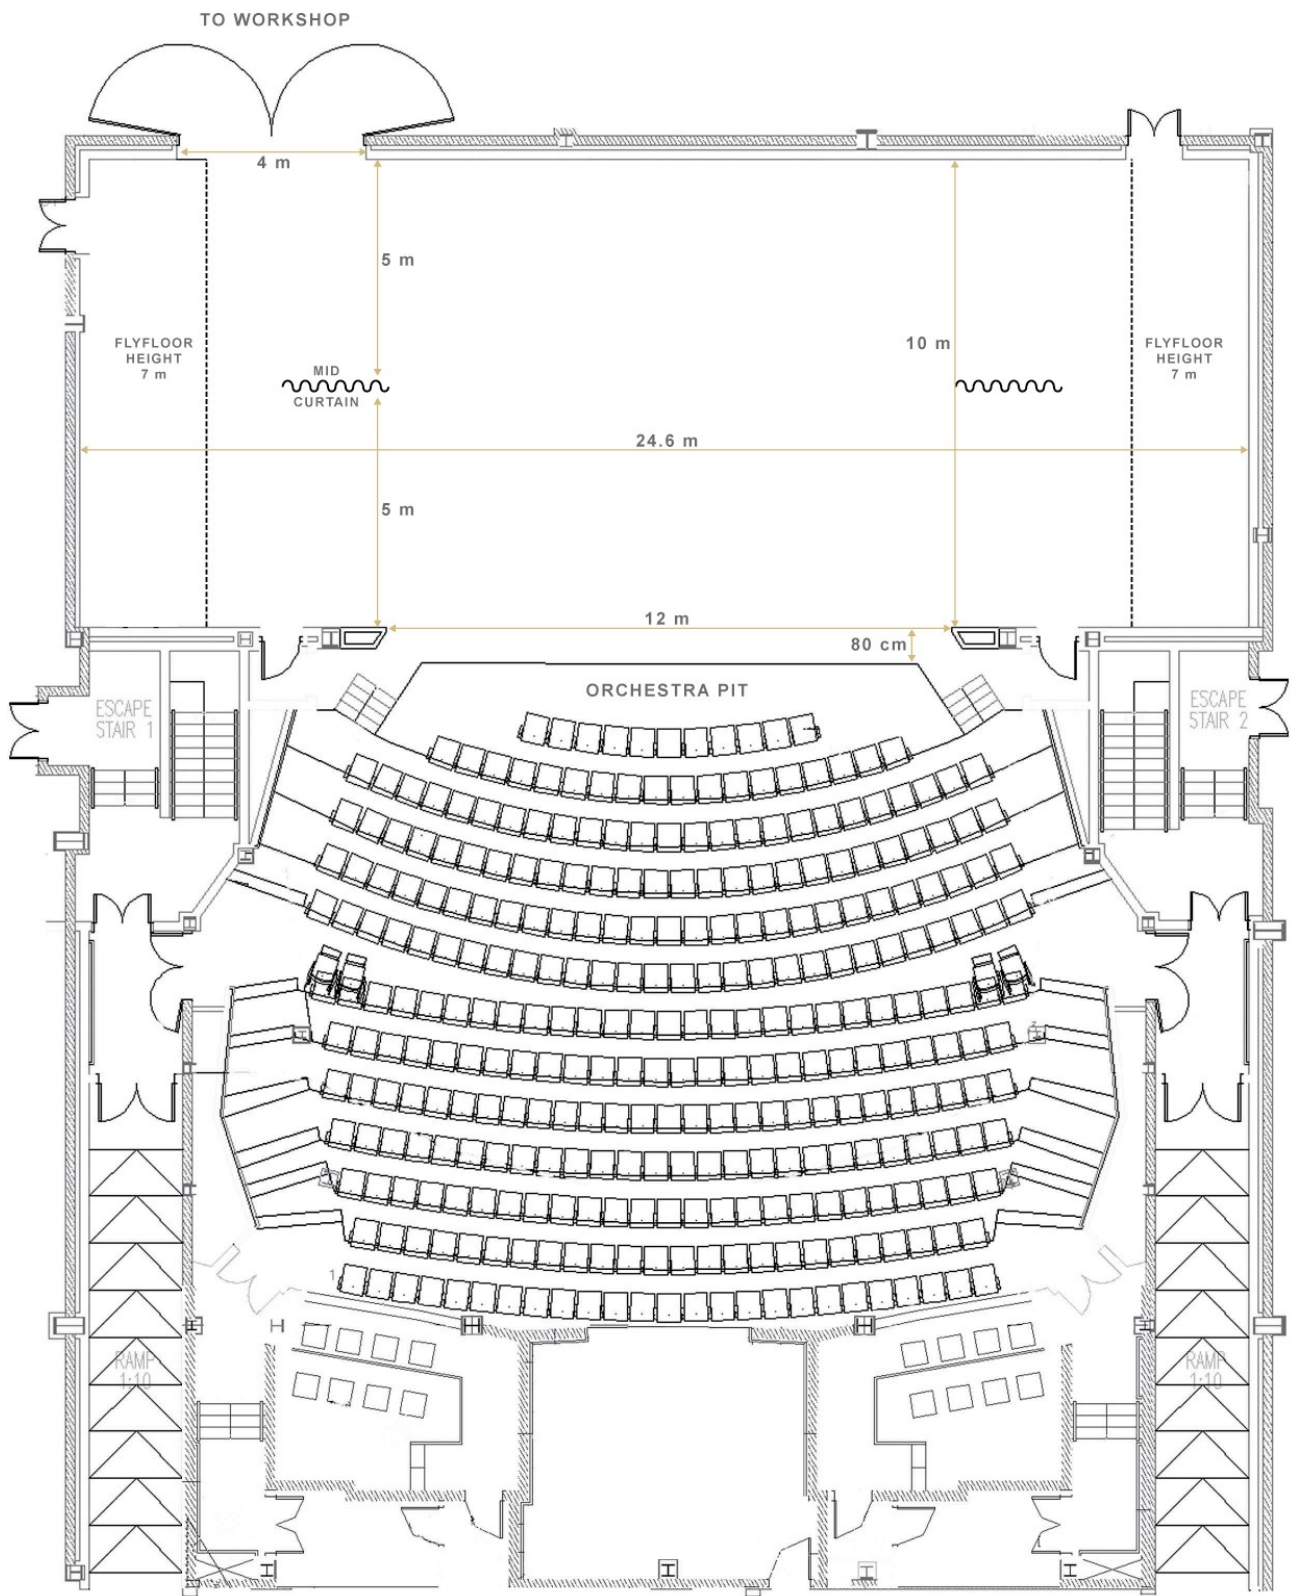 TO WORKSHOP
4 m
5 m
FLYFLOOR
HEIGHT
7 m
MID
CURTAIN
10 m
FLYFLOOR
HEIGHT
7 m
24.6 m
5 m
12 m
80 cm
ORCHESTRA PIT
ESCAPE
STAIR 1
ESCAPE
STAIR 2
1
RAMP
1:10
RAMP
1:10